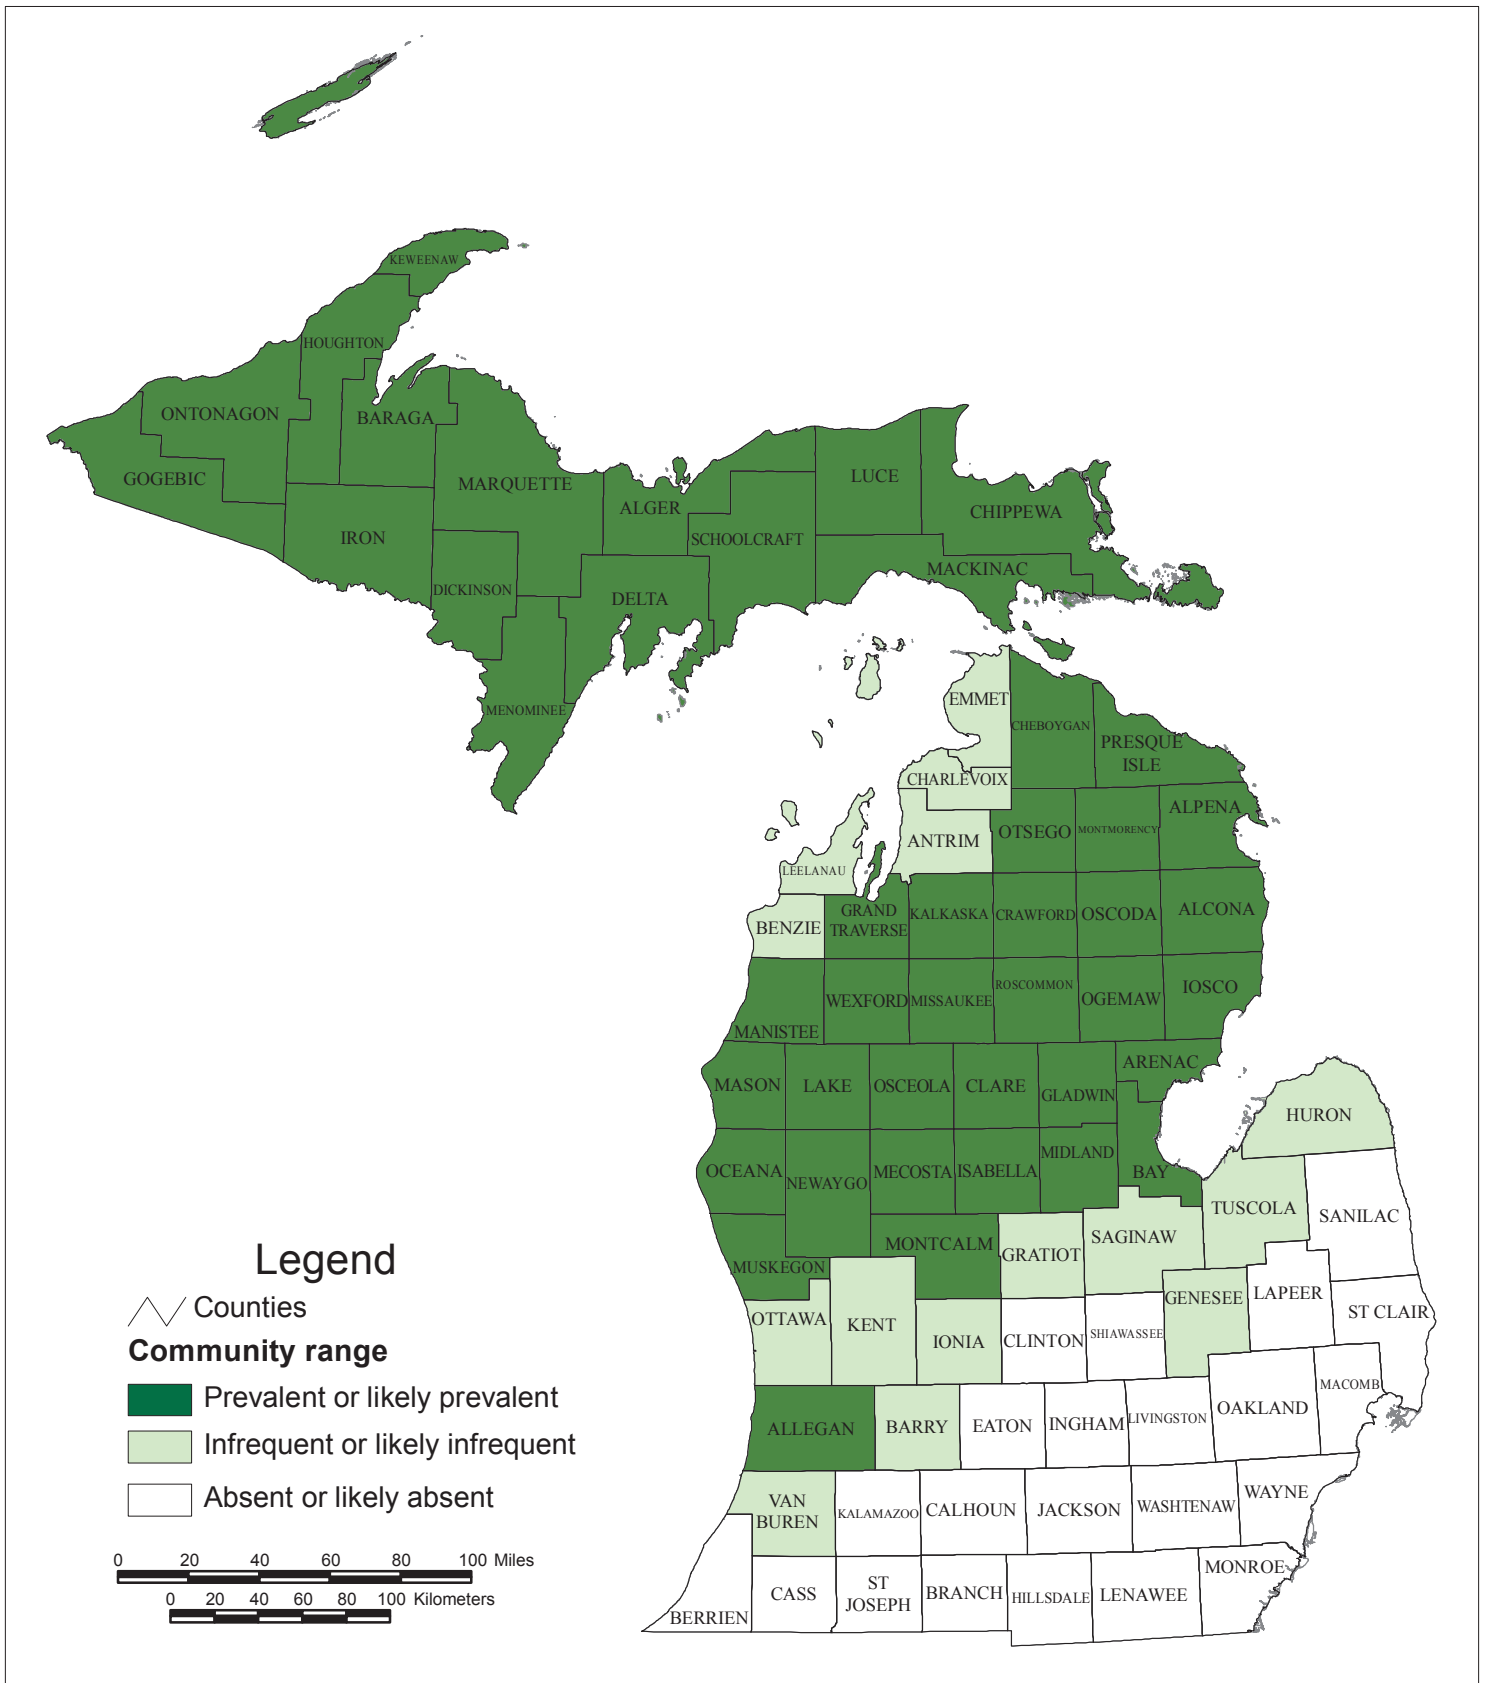 KEWEENAW
HOUGHTON
ONTONAGON
BARAGA
GOGEBIC
MARQUETTE
LUCE
ALGER
CHIPPEWA
IRON
SCHOOLCRAFT
MACKINAC
DICKINSON
DELTA
MENOMINEE
EMMET
CHEBOYGAN
PRESQUE
ISLE
CHARLEVOIX
ALPENA
OTSEGO
MONTMORENCY
ANTRIM
LEELANAU
GRAND
TRAVERSE
KALKASKA
CRAWFORD
OSCODA
ALCONA
BENZIE
WEXFORD
MISSAUKEE
ROSCOMMON
OGEMAW
IOSCO
MANISTEE
ARENAC
MASON
LAKE
OSCEOLA
CLARE
GLADWIN
HURON
OCEANA
NEWAYGO
MECOSTA
ISABELLA
MIDLAND
BAY
TUSCOLA
SANILAC
MONTCALM
GRATIOT
SAGINAW
MUSKEGON
GENESEE
LAPEER
ST CLAIR
OTTAWA
KENT
IONIA
CLINTON
SHIAWASSEE
MACOMB
ALLEGAN
BARRY
EATON
INGHAM
LIVINGSTON
OAKLAND
VAN
BUREN
KALAMAZOO
CALHOUN
JACKSON
WASHTENAW
WAYNE
BERRIEN
CASS
ST
JOSEPH
BRANCH
HILLSDALE
LENAWEE
MONROE
Legend
Counties
Community range
Prevalent or likely prevalent
Infrequent or likely infrequent
Absent or likely absent
0 20 40 60 80 100 Miles
0 20 40 60 80 100 Kilometers